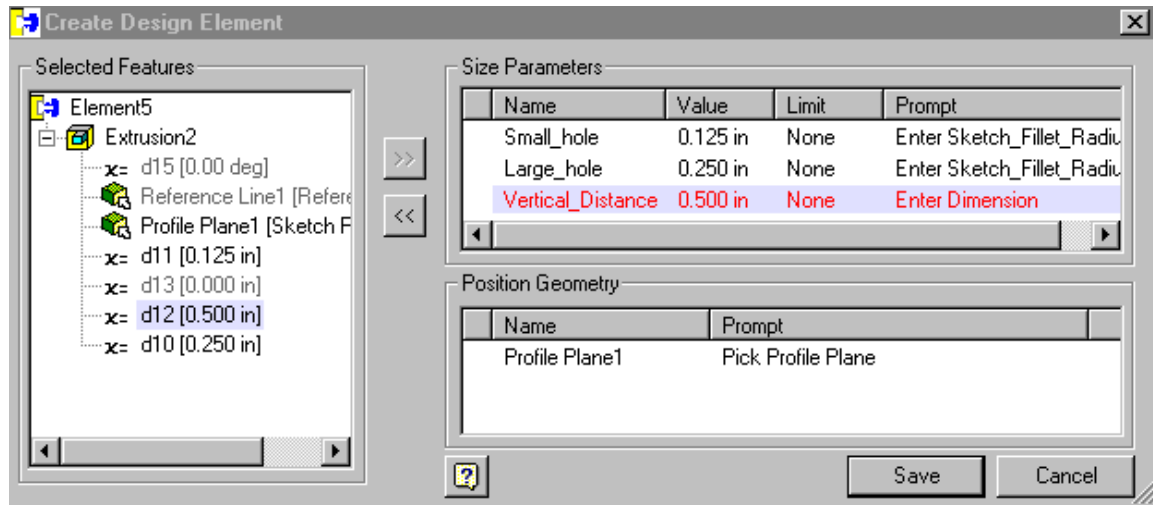 Create Design Element
Selected Features
Element5
Extrusion2
x= d15 [0.00 deg]
Reference Line1 [Refere
Profile Plane1 [Sketch F
x= d11 [0.125 in]
x= d13 [0.000 in]
x= d12 [0.500 in]
x= d10 [0.250 in]
>>
<<
Size Parameters
Name Value Limit Prompt
Small_hole 0.125 in None Enter Sketch_Fillet_Radiu
Large_hole 0.250 in None Enter Sketch_Fillet_Radiu
Vertical_Distance 0.500 in None Enter Dimension
Position Geometry
Name Prompt
Profile Plane1 Pick Profile Plane
?
Save Cancel